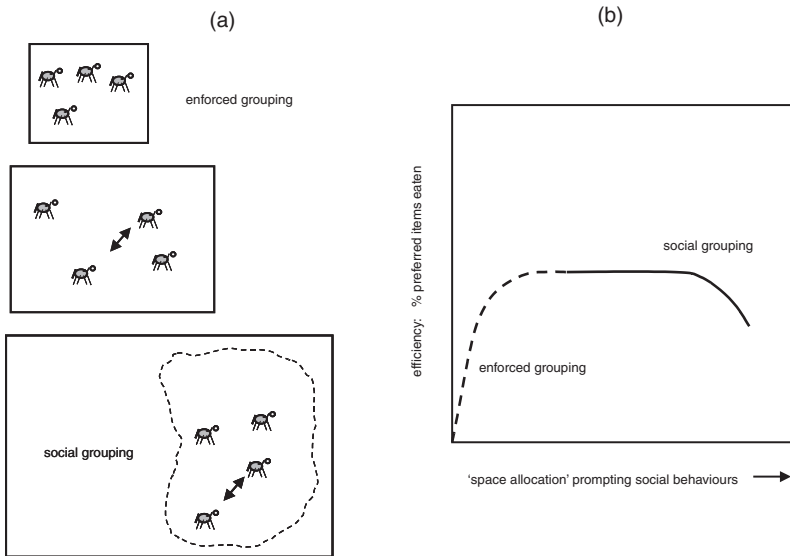 (a)
enforced grouping
social grouping
(b)
efficiency: % preferred items eaten
social grouping
enforced grouping
‘space allocation’ prompting social behaviours